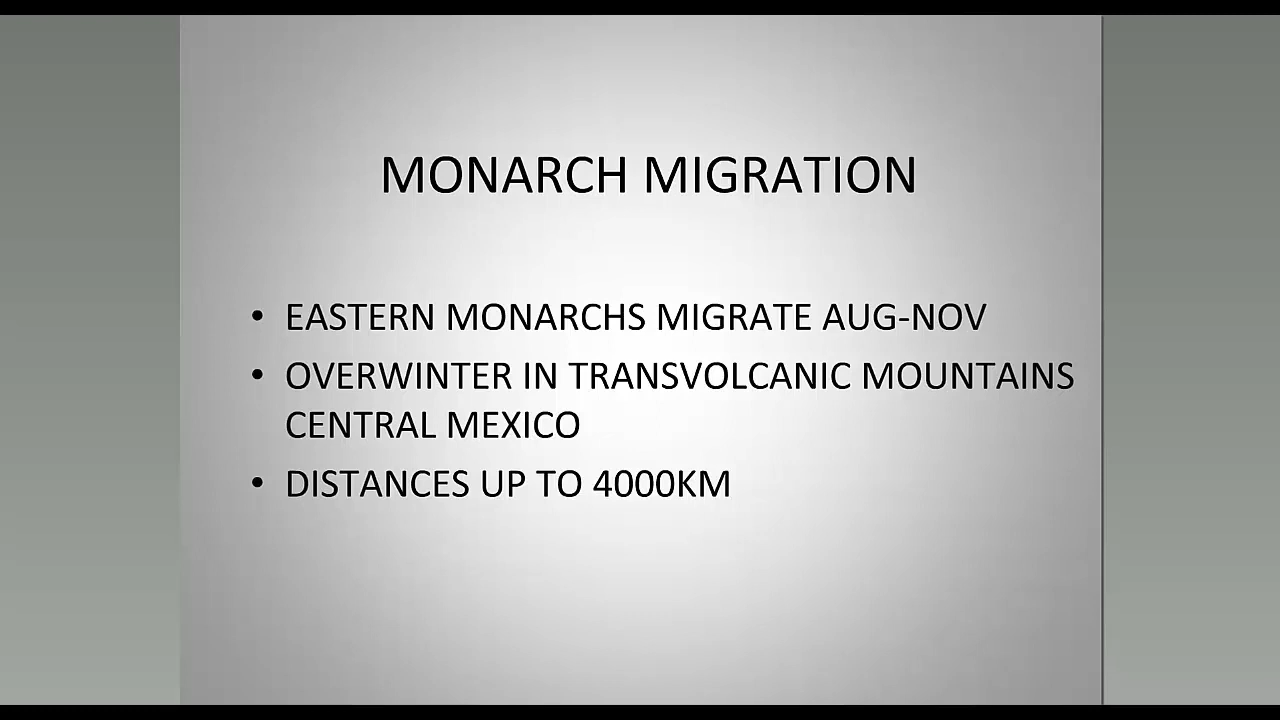 MONARCH MIGRATION
• EASTERN MONARCHS MIGRATE AUG-NOV
• OVERWINTER IN TRANSVOLCANIC MOUNTAINS
CENTRAL MEXICO
• DISTANCES UP TO 4000KM